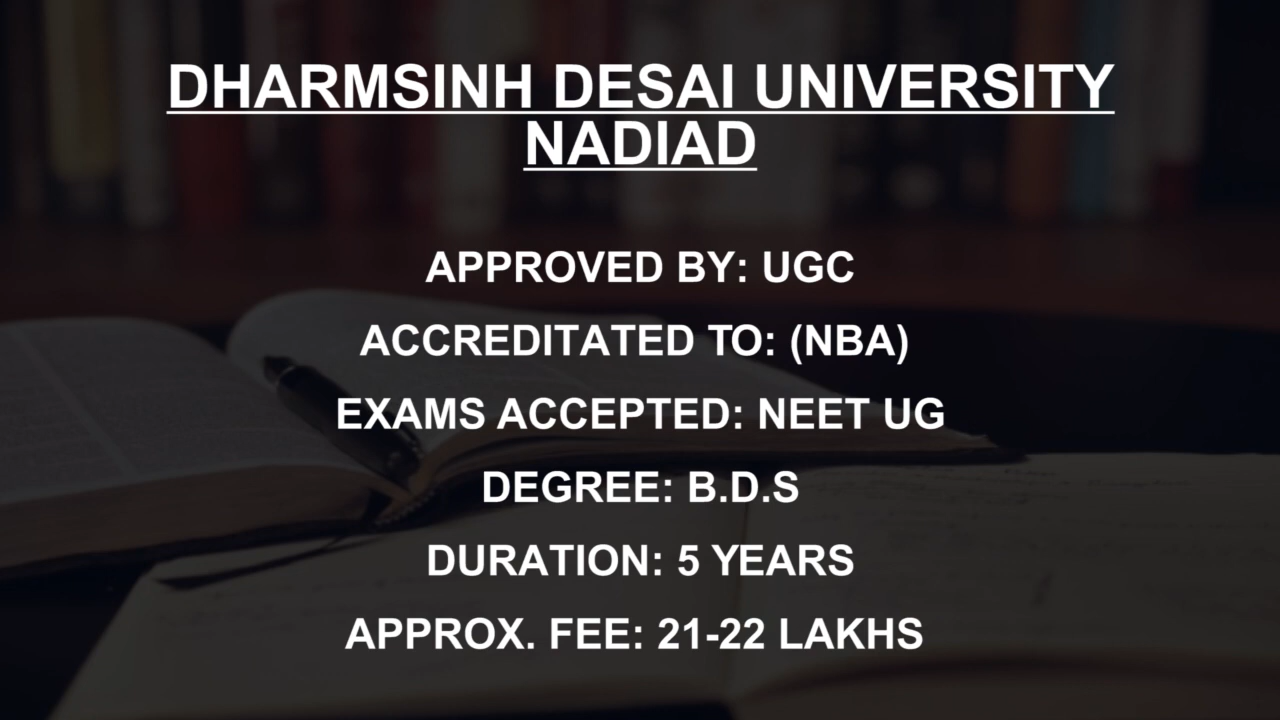 DHARMSINH DESAI UNIVERSITY
NADIAD
APPROVED BY: UGC
ACCREDITATED TO: (NBA)
EXAMS ACCEPTED: NEET UG
DEGREE: B.D.S
DURATION: 5 YEARS
APPROX. FEE: 21-22 LAKHS